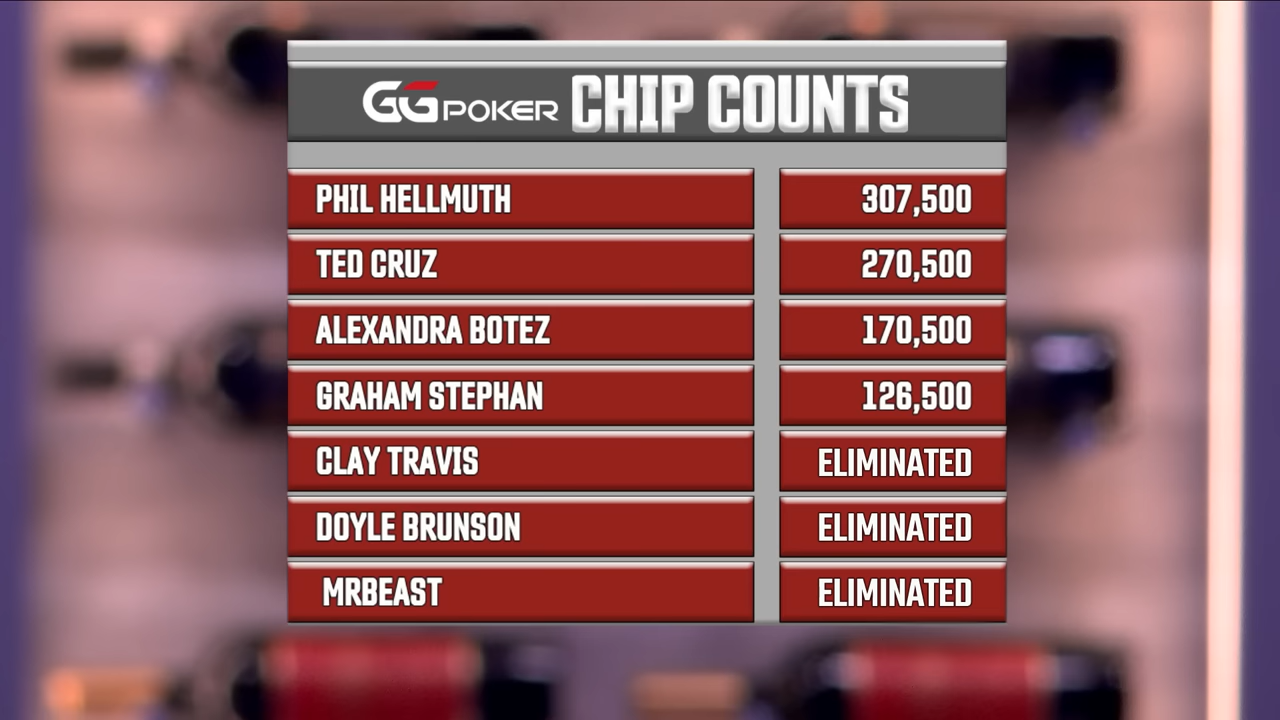 GGPOKER CHIP COUNTS
PHIL HELLMUTH 307,500
TED CRUZ 270,500
ALEXANDRA BOTEZ 170,500
GRAHAM STEPHAN 126,500
CLAY TRAVIS ELIMINATED
DOYLE BRUNSON ELIMINATED
MRBEAST ELIMINATED